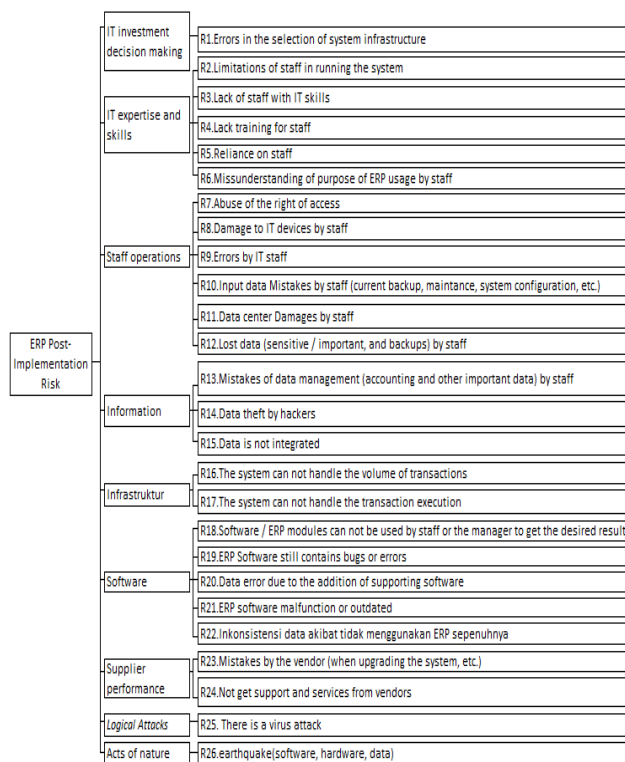 IT investment
decision making
R1.Errors in the selection of system infrastructure
R2.Limitations of staff in running the system
R3.Lack of staff with IT skills
IT expertise and
skills
R4.Lack training for staff
R5.Reliance on staff
R6.Missunderstanding of purpose of ERP usage by staff
R7.Abuse of the right of access
R8.Damage to IT devices by staff
Staff operations
R9.Errors by IT staff
R10.Input data Mistakes by staff (current backup, maintance, system configuration, etc.)
R11.Data center Damages by staff
R12.Lost data (sensitive / important, and backups) by staff
ERP Post-
Implementation
Risk
R13.Mistakes of data management (accounting and other important data) by staff
Information
R14.Data theft by hackers
R15.Data is not integrated
Infrastruktur
R16.The system can not handle the volume of transactions
R17.The system can not handle the transaction execution
R18.Software / ERP modules can not be used by staff or the manager to get the desired result
R19.ERP Software still contains bugs or errors
Software
R20.Data error due to the addition of supporting software
R21.ERP software malfunction or outdated
R22.Inkonsistensi data akibat tidak menggunakan ERP sepenuhnya
Supplier
performance
R23.Mistakes by the vendor (when upgrading the system, etc.)
R24.Not get support and services from vendors
Logical Attacks
R25. There is a virus attack
Acts of nature
R26.earthquake(software, hardware, data)